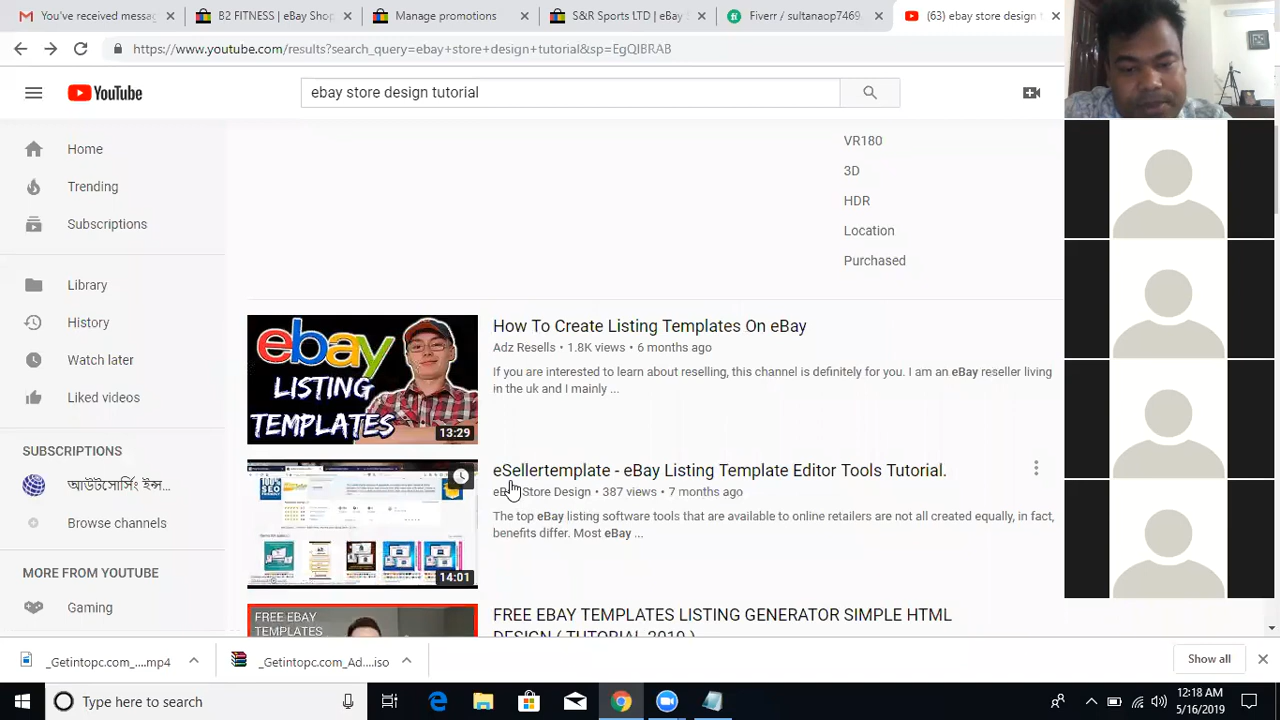 You've received messa
B2 FITNESS | eBay Shop
Manage promotions
S&R Sports LTD | eBay S
Fiverr / sultanaop7469
(63) ebay store design t
https://www.youtube.com/results?search_query=ebay+store+design+tutorial&sp=EgQIBRAB
YouTube
ebay store design tutorial
Home
Trending
Subscriptions
Library
History
Watch later
Liked videos
SUBSCRIPTIONS
Browse channels
MORE FROM YOUTUBE
Gaming
VR180
3D
HDR
Location
Purchased
ebay
LISTING
TEMPLATES
13:29
How To Create Listing Templates On eBay
Adz Resells • 1.8K views • 6 months ago
If you are interested to learn about reselling, this channel is definitely for you. I am an eBay reseller living
in the uk and I mainly ...
14:01
eSellertemplate - eBay Listing Template Editor Tools Tutorial.
eBay Store Design • 387 views • 7 months ago
The top eBay listing software tools that are available to online retailers are not all created equally, in fact,
benefits differ. Most eBay ...
FREE EBAY
TEMPLATES
FREE EBAY TEMPLATES LISTING GENERATOR SIMPLE HTML
DESIGN ( TUTORIAL 2019 )
_Getintopc.com_....mp4
_Getintopc.com_Ad....iso
Show all
Type here to search
12:18 AM
5/16/2019